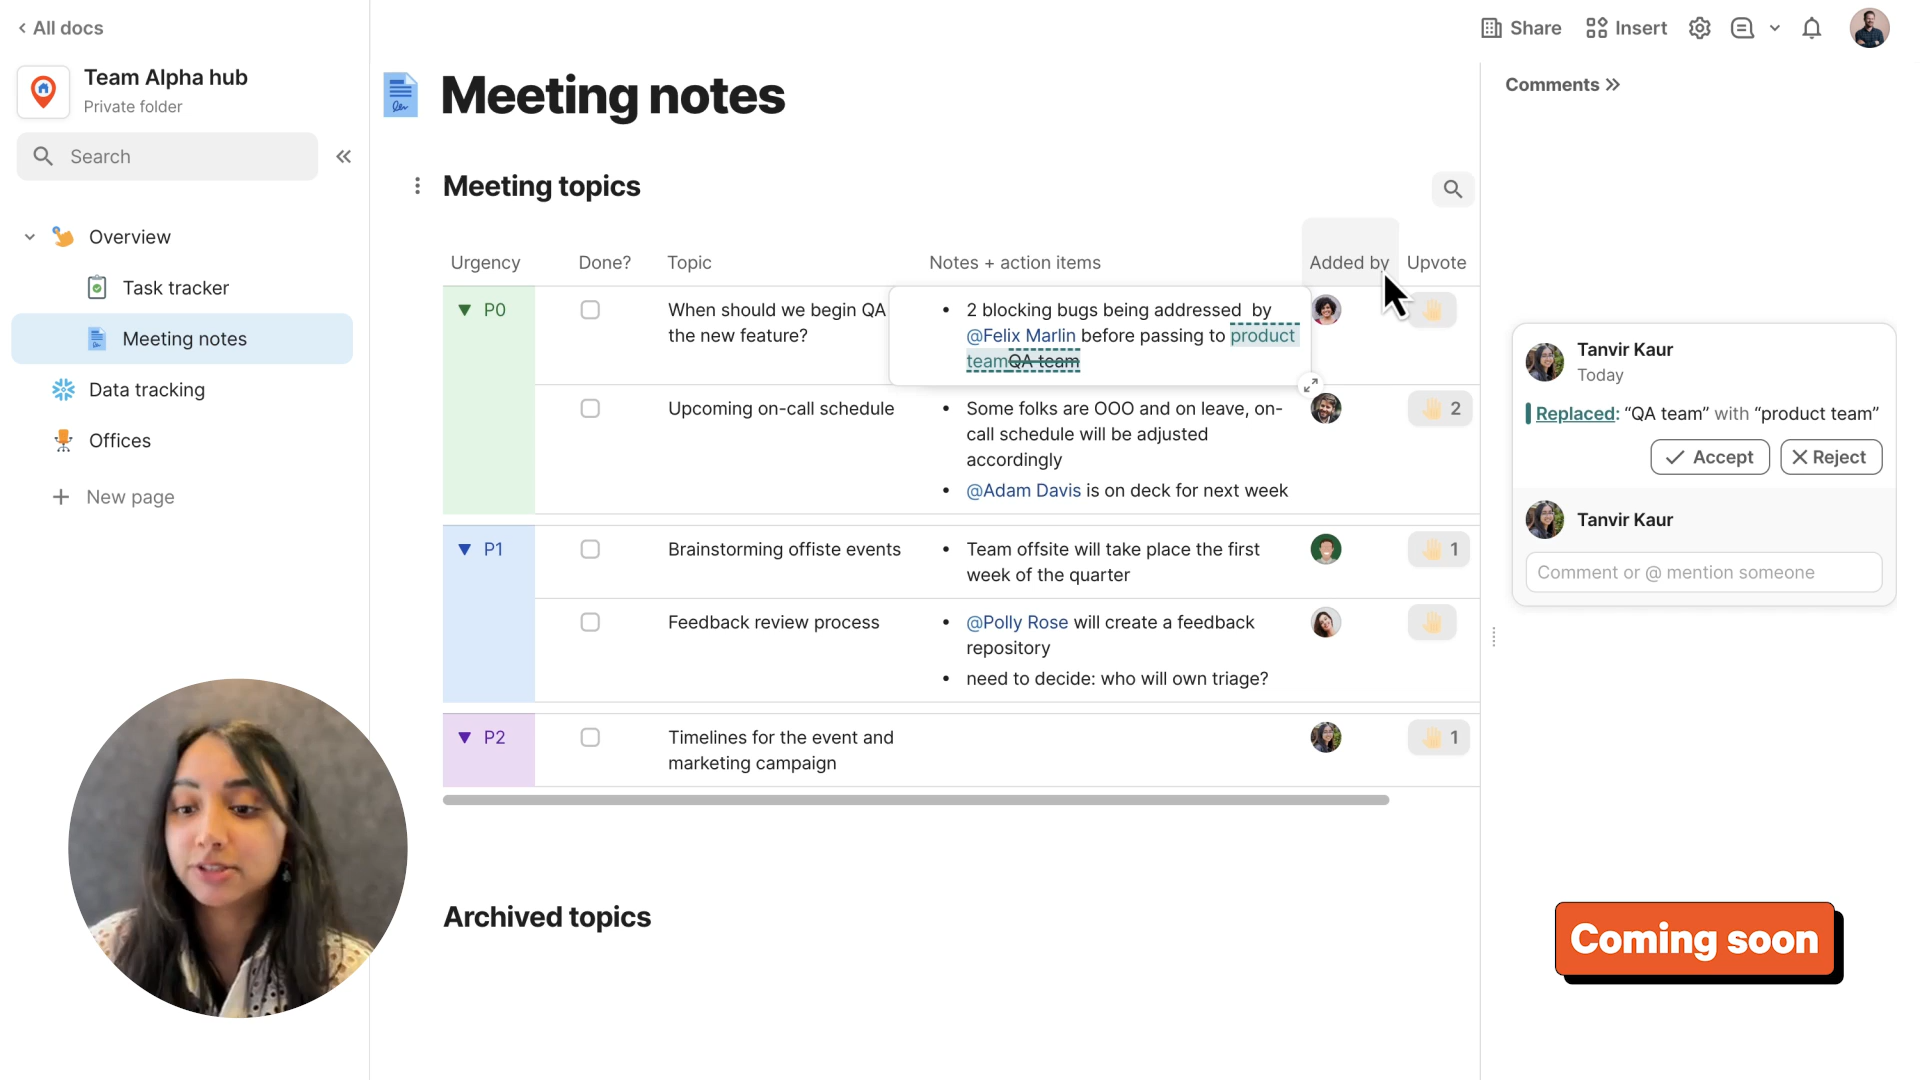 All docs
Team Alpha hub
Private folder
Search
Overview
Task tracker
Meeting notes
Data tracking
Offices
New page
Share
Insert
Meeting notes
Meeting topics
Urgency
Done?
Topic
Notes + action items
Added by
Upvote
P0
When should we begin QA
the new feature?
2 blocking bugs being addressed  by
@Felix Marlin before passing to product
teamQA team
Upcoming on-call schedule
Some folks are OOO and on leave, on-
call schedule will be adjusted
accordingly
@Adam Davis is on deck for next week
2
P1
Brainstorming offiste events
Team offsite will take place the first
week of the quarter
1
Feedback review process
@Polly Rose will create a feedback
repository
need to decide: who will own triage?
P2
Timelines for the event and
marketing campaign
1
Archived topics
Comments
Tanvir Kaur
Today
Replaced: “QA team” with “product team”
Accept
Reject
Tanvir Kaur
Comment or @ mention someone
Coming soon